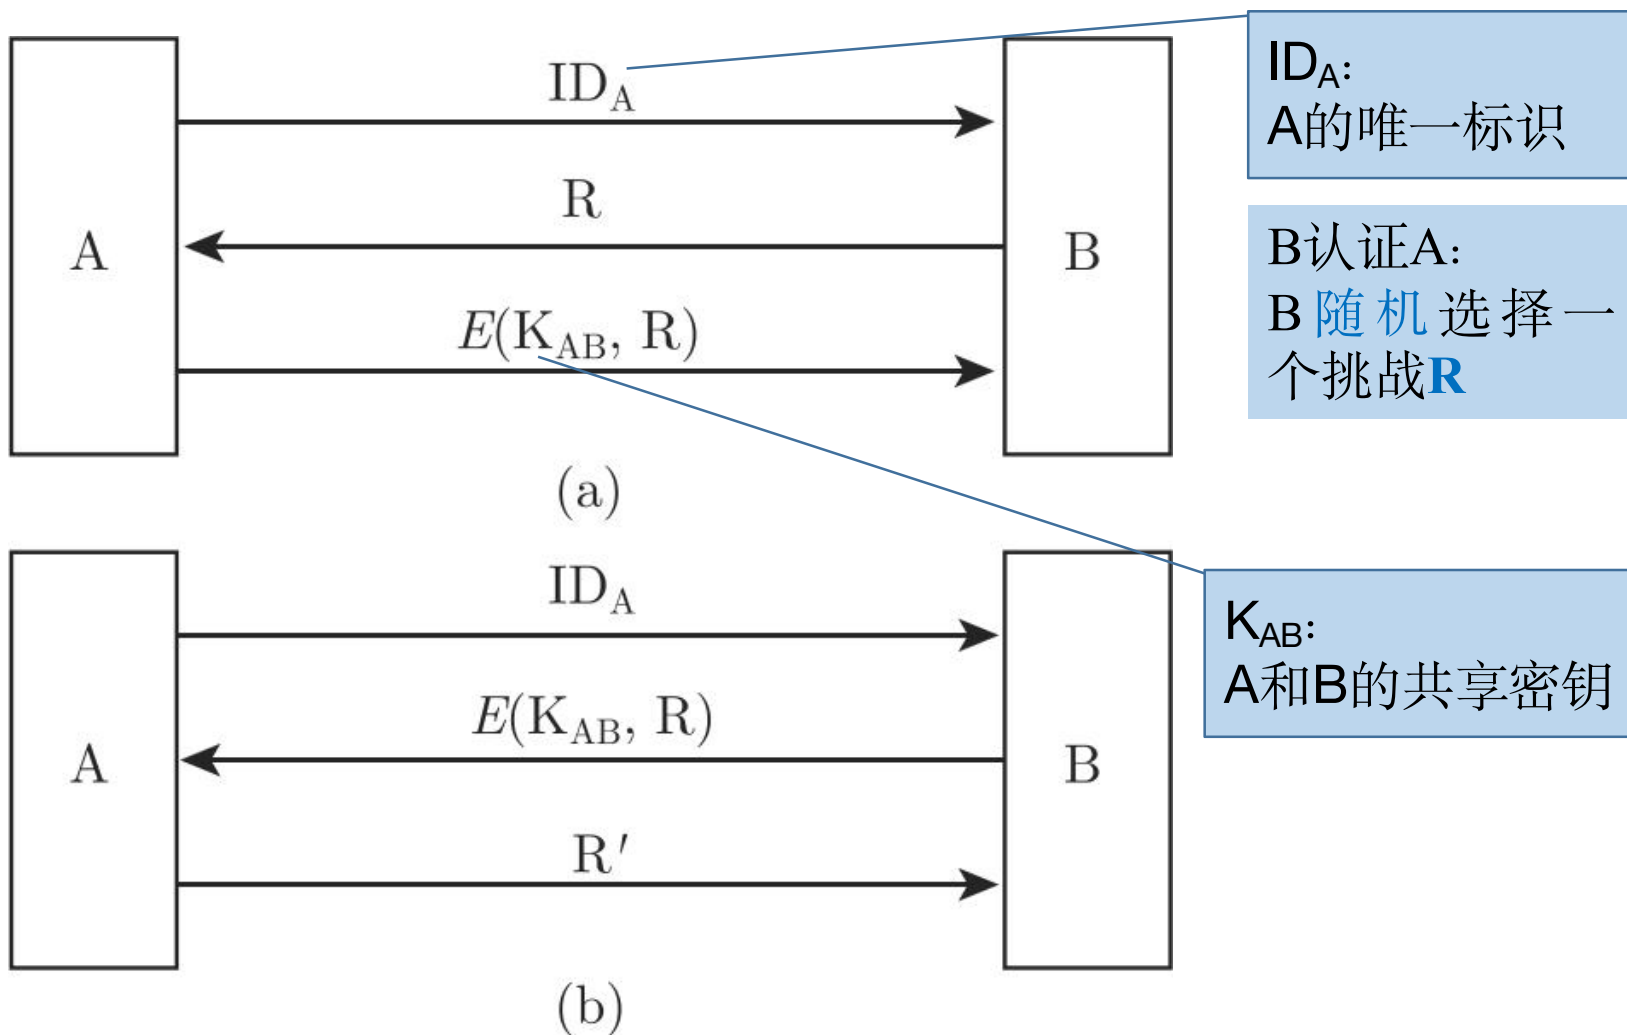 ID_A
R
A
B
E(K_AB, R)
(a)
ID_A:
A的唯一标识
B认证A:
B随机选择一
个挑战R
ID_A
E(K_AB, R)
A
B
R′
(b)
K_AB:
A和B的共享密钥